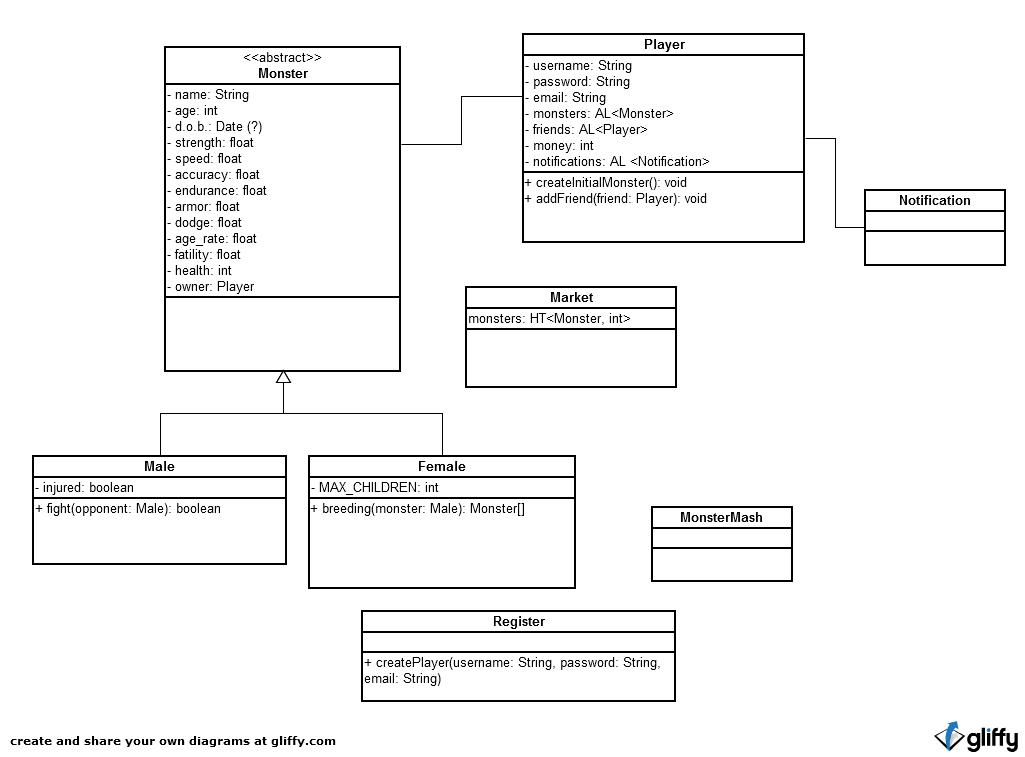 <<abstract>>
Monster
- name: String
- age: int
- d.o.b.: Date (?)
- strength: float
- speed: float
- accuracy: float
- endurance: float
- armor: float
- dodge: float
- age_rate: float
- fatility: float
- health: int
- owner: Player
Player
- username: String
- password: String
- email: String
- monsters: AL<Monster>
- friends: AL<Player>
- money: int
- notifications: AL <Notification>
+ createInitialMonster(): void
+ addFriend(friend: Player): void
Notification
Market
monsters: HT<Monster, int>
Male
- injured: boolean
+ fight(opponent: Male): boolean
Female
- MAX_CHILDREN: int
+ breeding(monster: Male): Monster[]
MonsterMash
Register
+ createPlayer(username: String, password: String,
email: String)
create and share your own diagrams at gliffy.com
gliffy